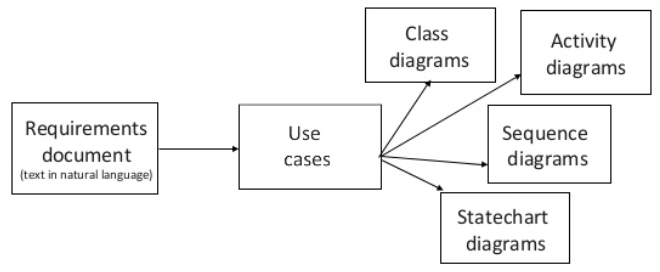 Class
diagrams
Activity
diagrams
Requirements
document
(text in natural language)
Use
cases
Sequence
diagrams
Statechart
diagrams